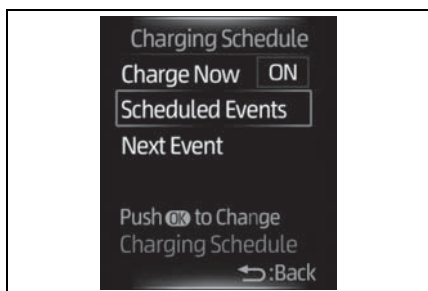 Charging Schedule
Charge Now ON
Scheduled Events
Next Event
Push OK to Change
Charging Schedule
:Back